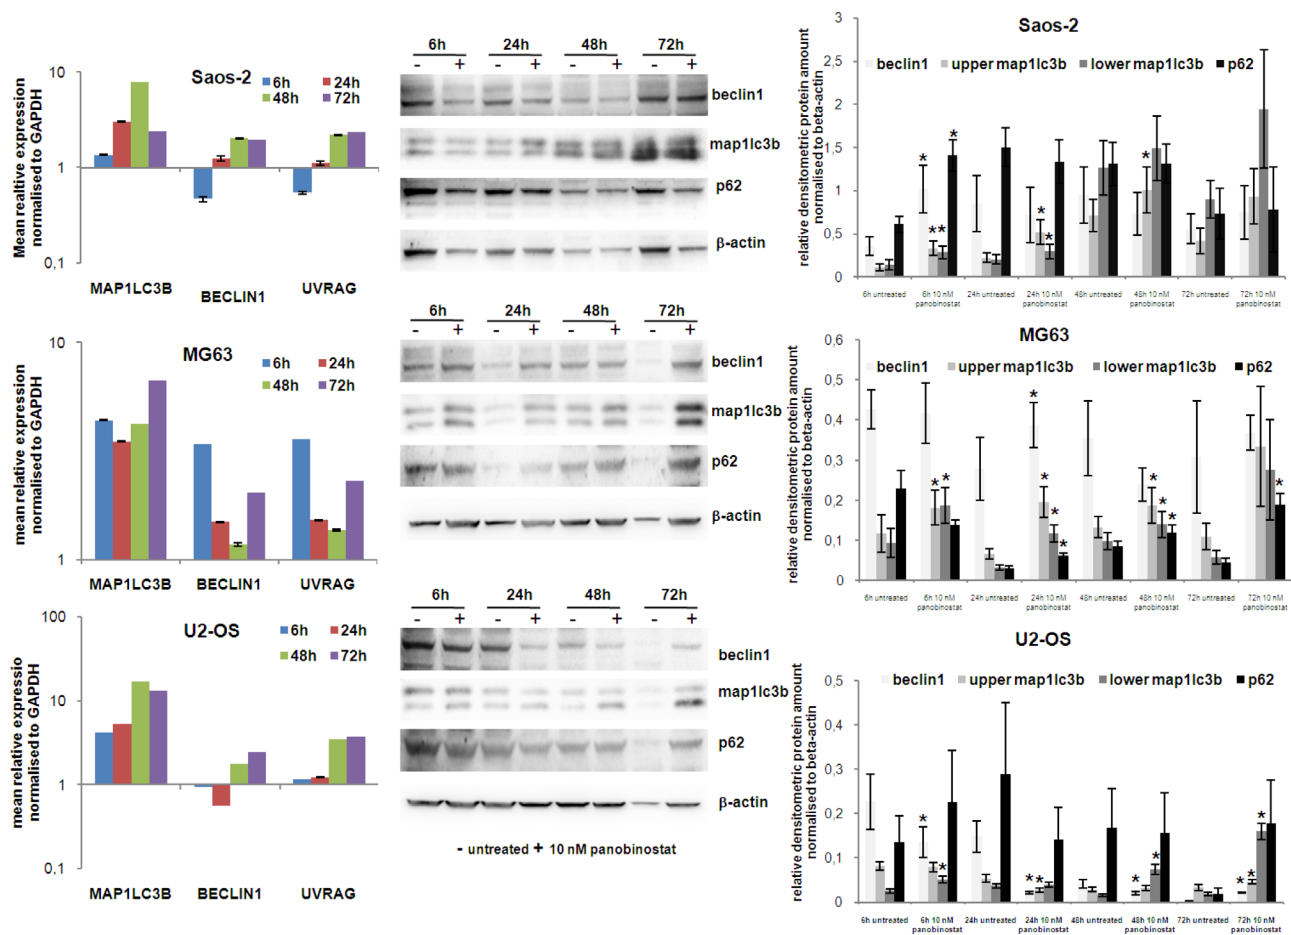 Saos-2
Mean relative expression
normalised to GAPDH
10
1
0,1
6h
24h
48h
72h
MAP1LC3B
BECLIN1
UVRAG
6h
24h
48h
72h
-
+
-
+
-
+
-
+
beclin1
map1lc3b
p62
β-actin
Saos-2
relative densitometric protein amount
normalised to beta-actin
3
2,5
2
1,5
1
0,5
0
beclin1
upper map1lc3b
lower map1lc3b
p62
*
*
**
*
*
*
6h untreated
6h 10 nM
panobinostat
24h untreated
24h 10 nM
panobinostat
48h untreated
48h 10 nM
panobinostat
72h untreated
72h 10 nM
panobinostat
MG63
mean relative expression
normalised to GAPDH
10
1
6h
24h
48h
72h
MAP1LC3B
BECLIN1
UVRAG
6h
24h
48h
72h
-
+
-
+
-
+
-
+
beclin1
map1lc3b
p62
β-actin
MG63
relative densitometric protein amount
normalised to beta-actin
0,6
0,5
0,4
0,3
0,2
0,1
0
beclin1
upper map1lc3b
lower map1lc3b
p62
*
*
*
*
*
*
*
*
*
*
6h untreated
6h 10 nM
panobinostat
24h untreated
24h 10 nM
panobinostat
48h untreated
48h 10 nM
panobinostat
72h untreated
72h 10 nM
panobinostat
U2-OS
mean relative expressio
normalised to GAPDH
100
10
1
0,1
6h
24h
48h
72h
MAP1LC3B
BECLIN1
UVRAG
6h
24h
48h
72h
-
+
-
+
-
+
-
+
beclin1
map1lc3b
p62
β-actin
- untreated + 10 nM panobinostat
U2-OS
relative densitometric protein amount
normalised to beta-actin
0,5
0,4
0,3
0,2
0,1
0
beclin1
upper map1lc3b
lower map1lc3b
p62
*
*
*
*
*
*
*
*
*
6h untreated
6h 10 nM
panobinostat
24h untreated
24h 10 nM
panobinostat
48h untreated
48h 10 nM
panobinostat
72h untreated
72h 10 nM
panobinostat